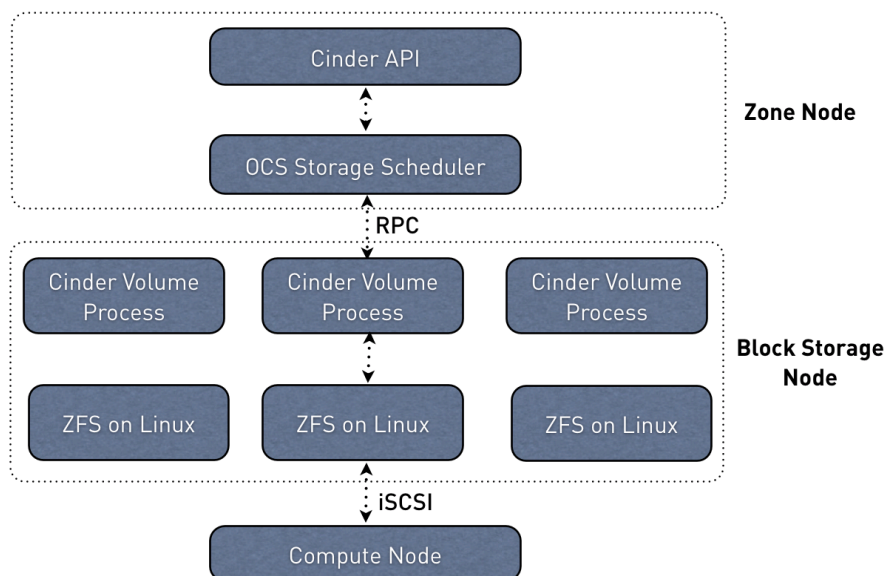 Cinder API
Zone Node
OCS Storage Scheduler
RPC
Cinder Volume
Process
Cinder Volume
Process
Cinder Volume
Process
Block Storage
Node
ZFS on Linux
ZFS on Linux
ZFS on Linux
iSCSI
Compute Node